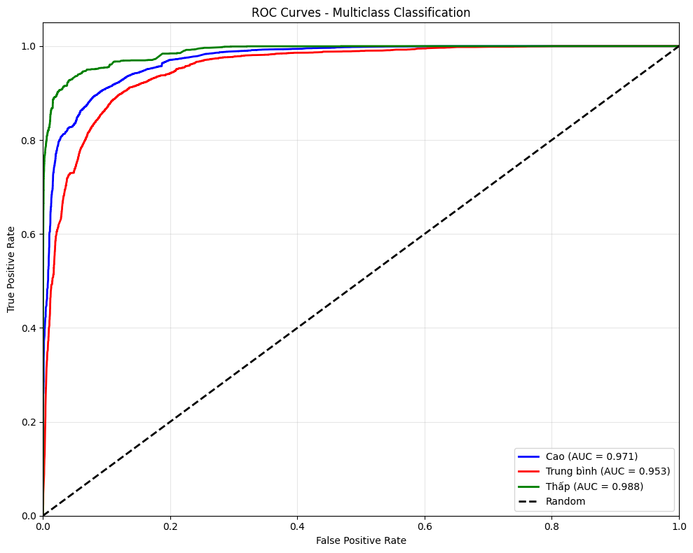 ROC Curves - Multiclass Classification
1.0
0.8
0.6
0.4
0.2
0.0
True Positive Rate
0.0 0.2 0.4 0.6 0.8 1.0
False Positive Rate
Cao (AUC = 0.971)
Trung bình (AUC = 0.953)
Thấp (AUC = 0.988)
Random